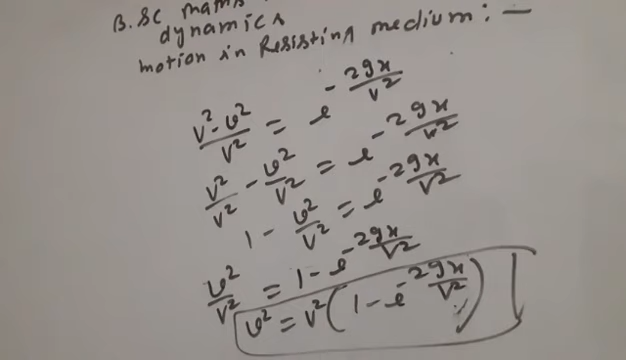 B.SC maths
dynamics
motion in Resisting medium: —
(V² - v²)/V² = e^(-2gx/V²)
V²/V² - v²/V² = e^(-2gx/V²)
1 - v²/V² = e^(-2gx/V²)
v²/V² = 1 - e^(-2gx/V²)
v² = V²(1 - e^(-2gx/V²))